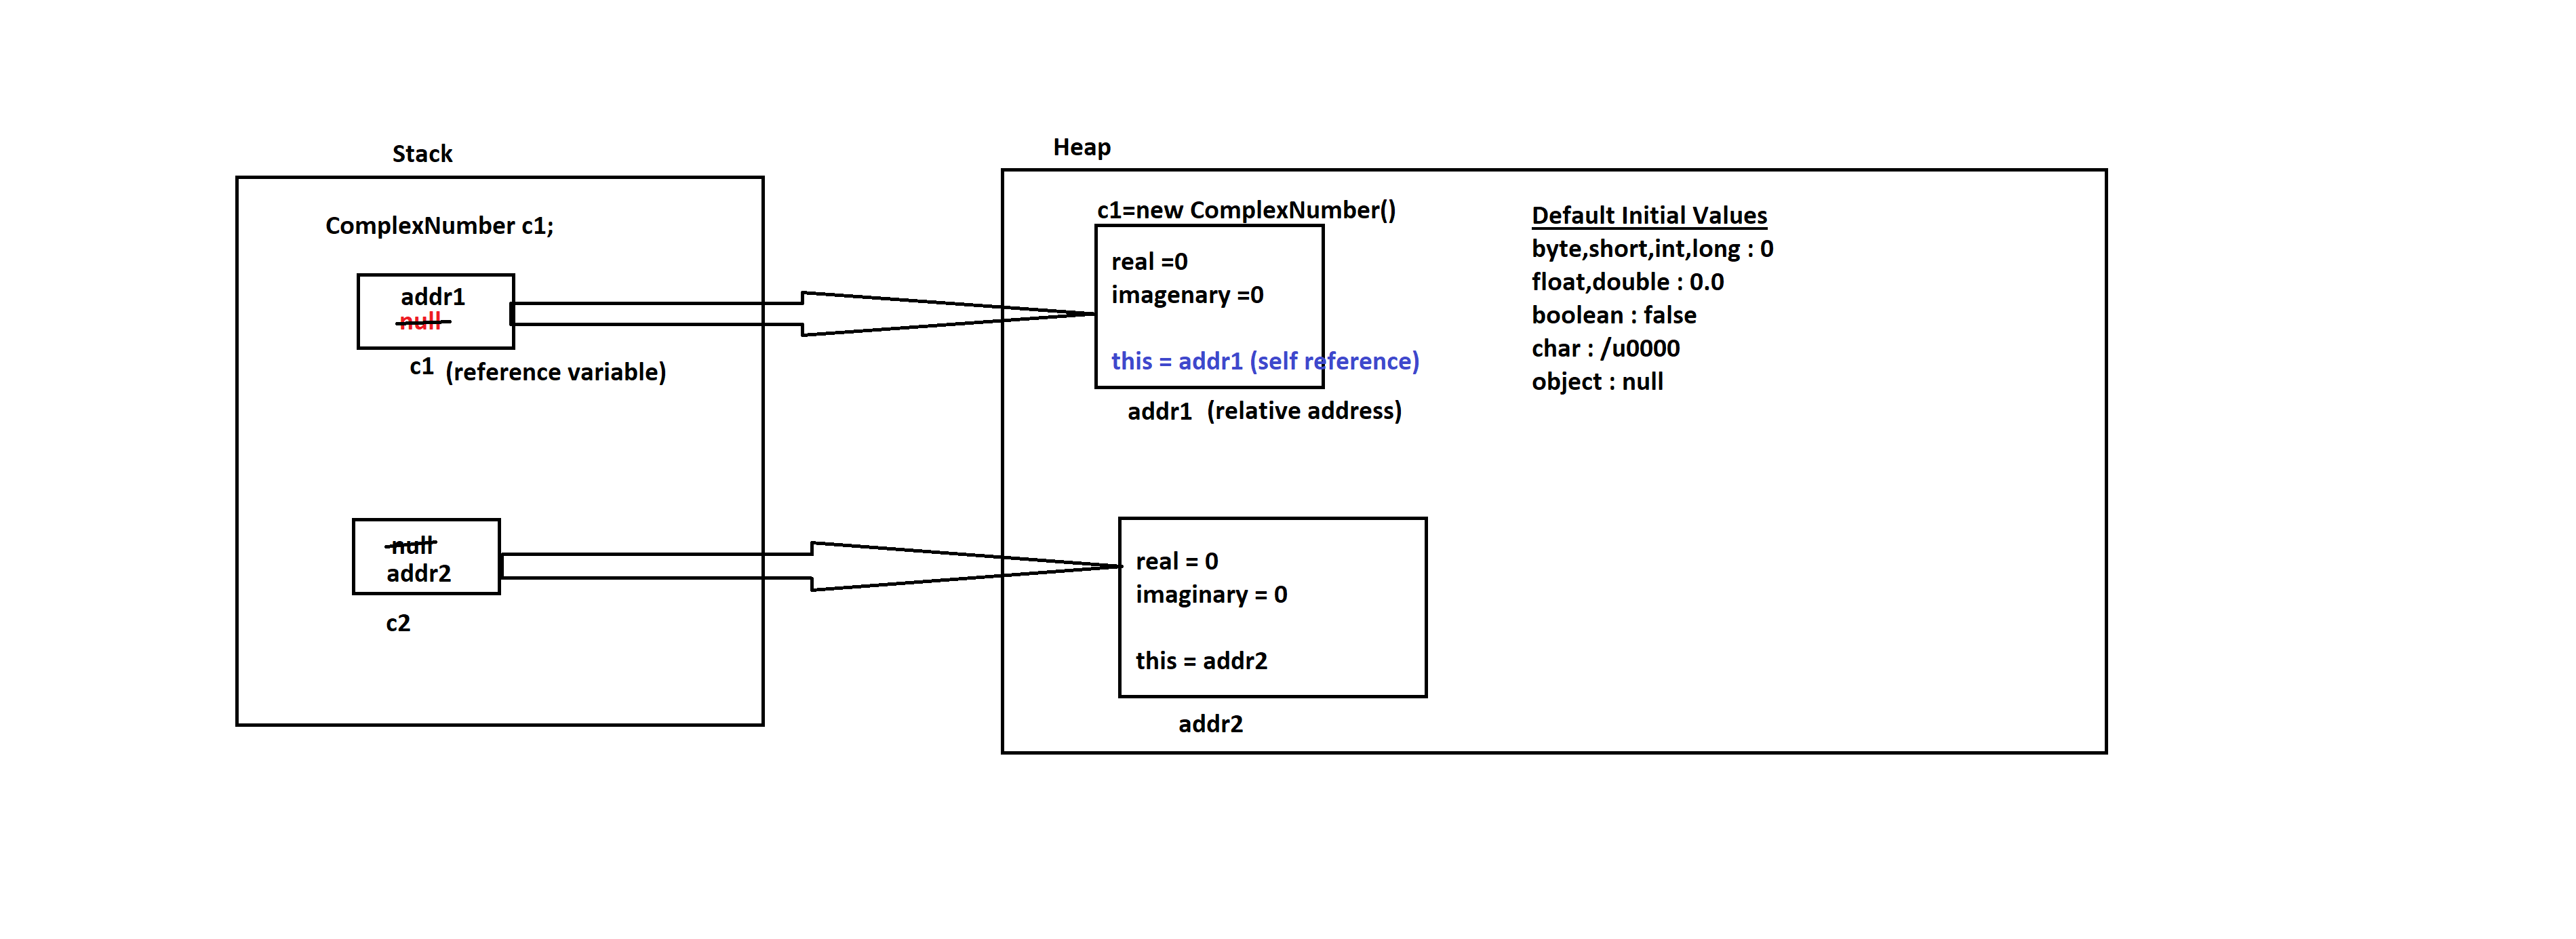 Stack
ComplexNumber c1;
addr1
null
c1 (reference variable)
null
addr2
c2
Heap
c1=new ComplexNumber()
real =0
imagenary =0
this = addr1 (self reference)
addr1 (relative address)
real = 0
imaginary = 0
this = addr2
addr2
Default Initial Values
byte,short,int,long : 0
float,double : 0.0
boolean : false
char : /u0000
object : null